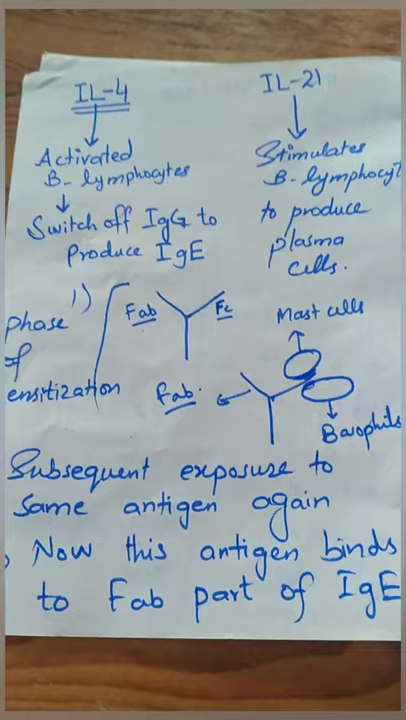 IL-4
Activated
B-lymphocytes
Switch off IgG to
Produce IgE
IL-21
Stimulates
B-lymphocyt
to produce
plasma
cells.
1)
phase
of
ensitization
Fab
Fc
Mast cells
Fab.
Basophils
Subsequent exposure to
same antigen again
Now this antigen binds
to Fab part of IgE